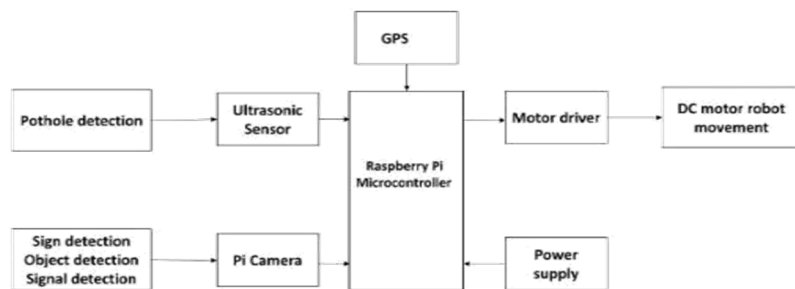 GPS
Pothole detection
Ultrasonic
Sensor
Raspberry Pi
Microcontroller
Motor driver
DC motor robot
movement
Sign detection
Object detection
Signal detection
Pi Camera
Power
supply